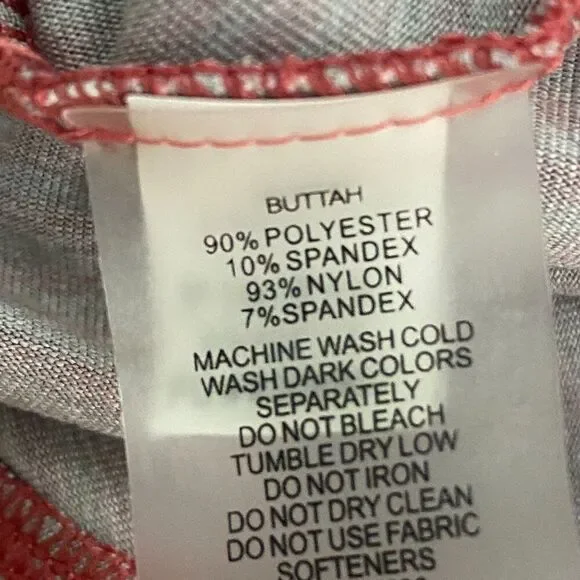 BUTTAH
90% POLYESTER
10% SPANDEX
93% NYLON
7%SPANDEX
MACHINE WASH COLD
WASH DARK COLORS
SEPARATELY
DO NOT BLEACH
TUMBLE DRY LOW
DO NOT IRON
DO NOT DRY CLEAN
DO NOT USE FABRIC
SOFTENERS